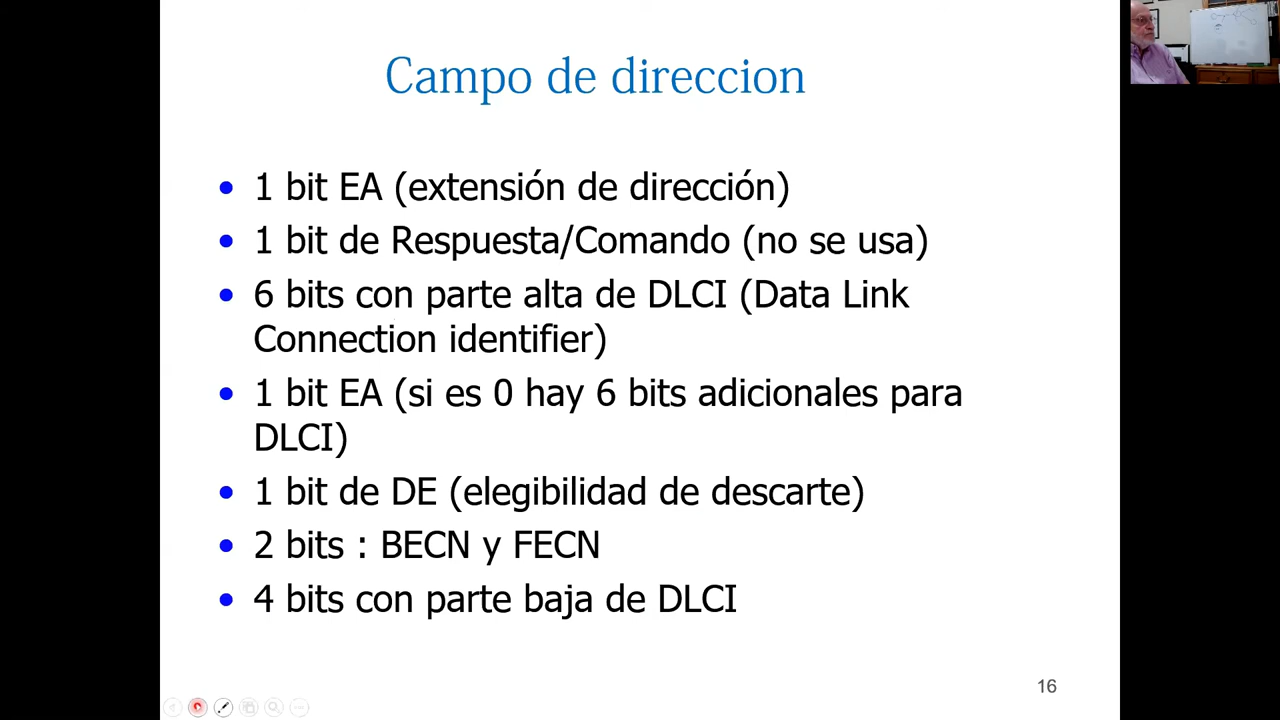 Campo de direccion
• 1 bit EA (extensión de dirección)
• 1 bit de Respuesta/Comando (no se usa)
• 6 bits con parte alta de DLCI (Data Link
Connection identifier)
• 1 bit EA (si es 0 hay 6 bits adicionales para
DLCI)
• 1 bit de DE (elegibilidad de descarte)
• 2 bits : BECN y FECN
• 4 bits con parte baja de DLCI
16